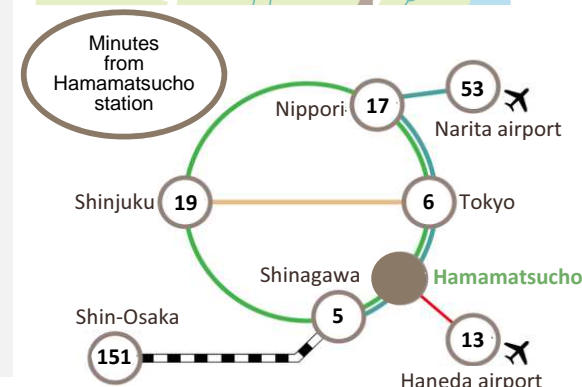 Minutes
from
Hamamatsucho
station
53
Nippori
17
Narita airport
Shinjuku
19
6
Tokyo
Shinagawa
Hamamatsucho
5
Shin-Osaka
13
151
Haneda airport